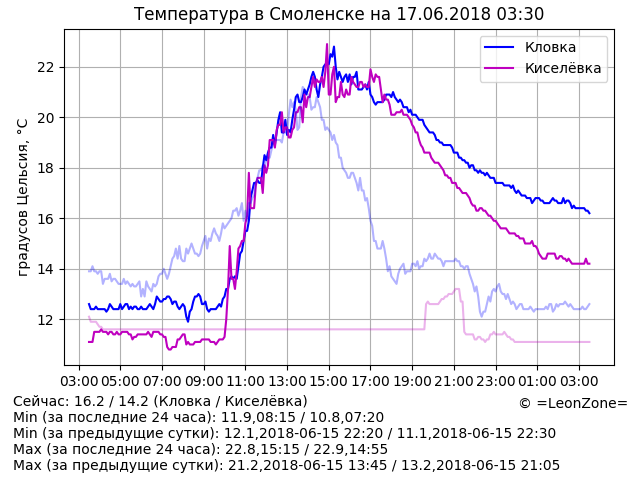 Температура в Смоленске на 17.06.2018 03:30
градусов Цельсия, °C
22
20
18
16
14
12
Кловка
Киселёвка
03:00 05:00 07:00 09:00 11:00 13:00 15:00 17:00 19:00 21:00 23:00 01:00 03:00
Сейчас: 16.2 / 14.2 (Кловка / Киселёвка)
© =LeonZone=
Min (за последние 24 часа): 11.9,08:15 / 10.8,07:20
Min (за предыдущие сутки): 12.1,2018-06-15 22:20 / 11.1,2018-06-15 22:30
Max (за последние 24 часа): 22.8,15:15 / 22.9,14:55
Max (за предыдущие сутки): 21.2,2018-06-15 13:45 / 13.2,2018-06-15 21:05